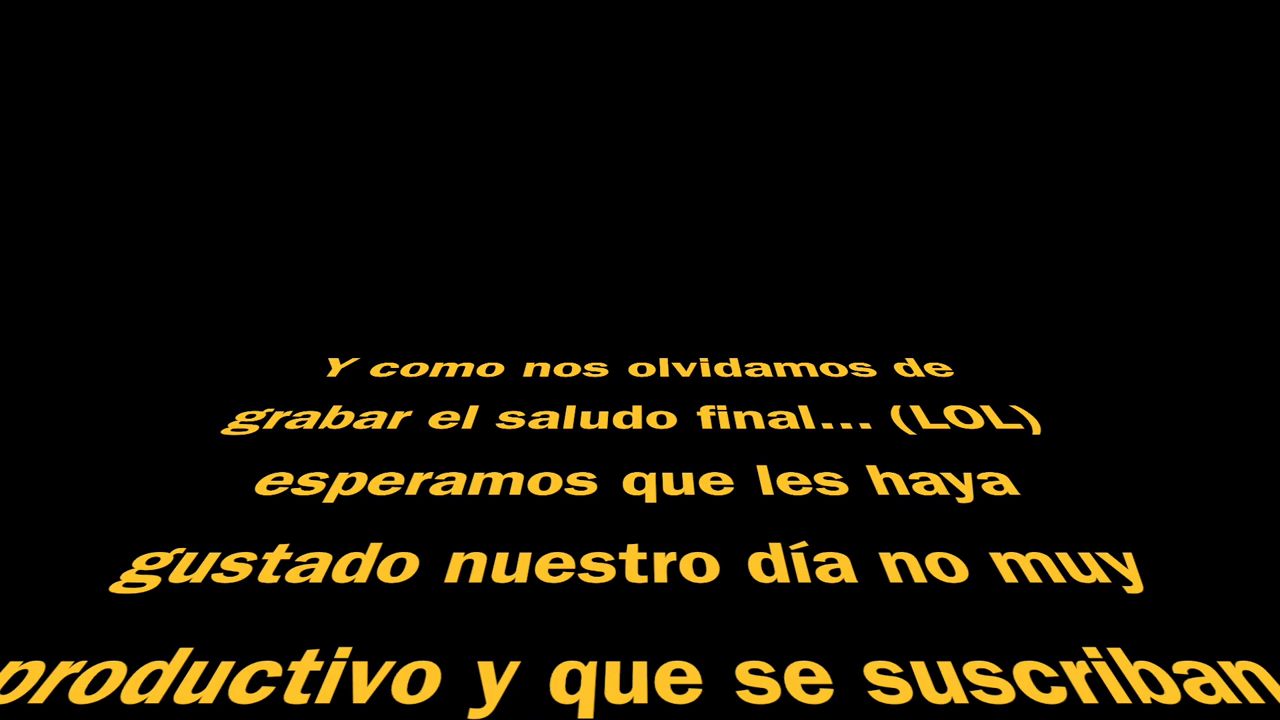 Y como nos olvidamos de
grabar el saludo final... (LOL)
esperamos que les haya
gustado nuestro día no muy
productivo y que se suscriban